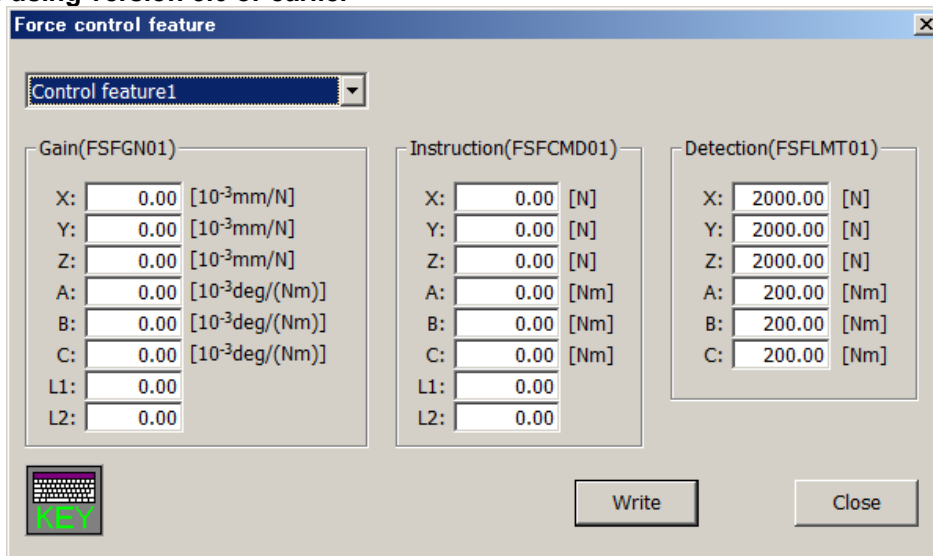 using version or earlier
Force control feature
Control feature1
Gain(FSFGN01)
X: 0.00 [10-3mm/N]
Y: 0.00 [10-3mm/N]
Z: 0.00 [10-3mm/N]
A: 0.00 [10-3deg/(Nm)]
B: 0.00 [10-3deg/(Nm)]
C: 0.00 [10-3deg/(Nm)]
L1: 0.00
L2: 0.00
Instruction(FSFCMD01)
X: 0.00 [N]
Y: 0.00 [N]
Z: 0.00 [N]
A: 0.00 [Nm]
B: 0.00 [Nm]
C: 0.00 [Nm]
L1: 0.00
L2: 0.00
Detection(FSFLMT01)
X: 2000.00 [N]
Y: 2000.00 [N]
Z: 2000.00 [N]
A: 200.00 [Nm]
B: 200.00 [Nm]
C: 200.00 [Nm]
KEY
Write
Close